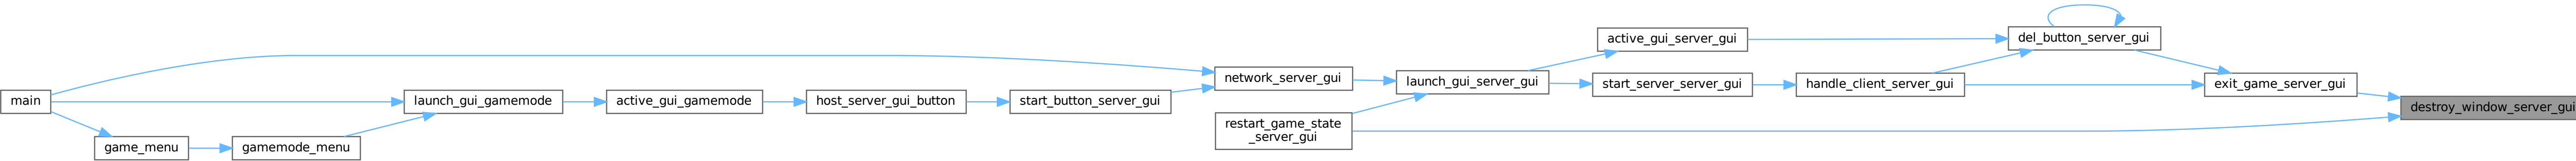 main
game_menu
launch_gui_gamemode
gamemode_menu
active_gui_gamemode
host_server_gui_button
start_button_server_gui
network_server_gui
restart_game_state
_server_gui
launch_gui_server_gui
active_gui_server_gui
start_server_server_gui
handle_client_server_gui
del_button_server_gui
exit_game_server_gui
destroy_window_server_gui